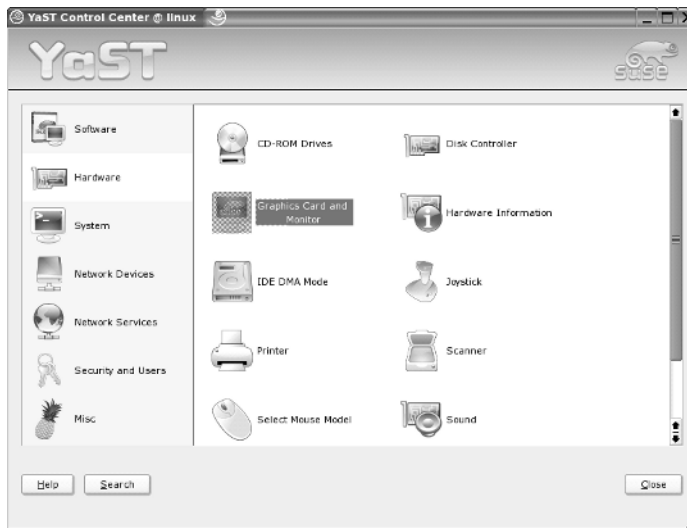 YaST Control Center @ linux
YaST
SUSE
Software
Hardware
System
Network Devices
Network Services
Security and Users
Misc
CD-ROM Drives
Disk Controller
Graphics Card and
Monitor
Hardware Information
IDE DMA Mode
Joystick
Printer
Scanner
Select Mouse Model
Sound
Help
Search
Close